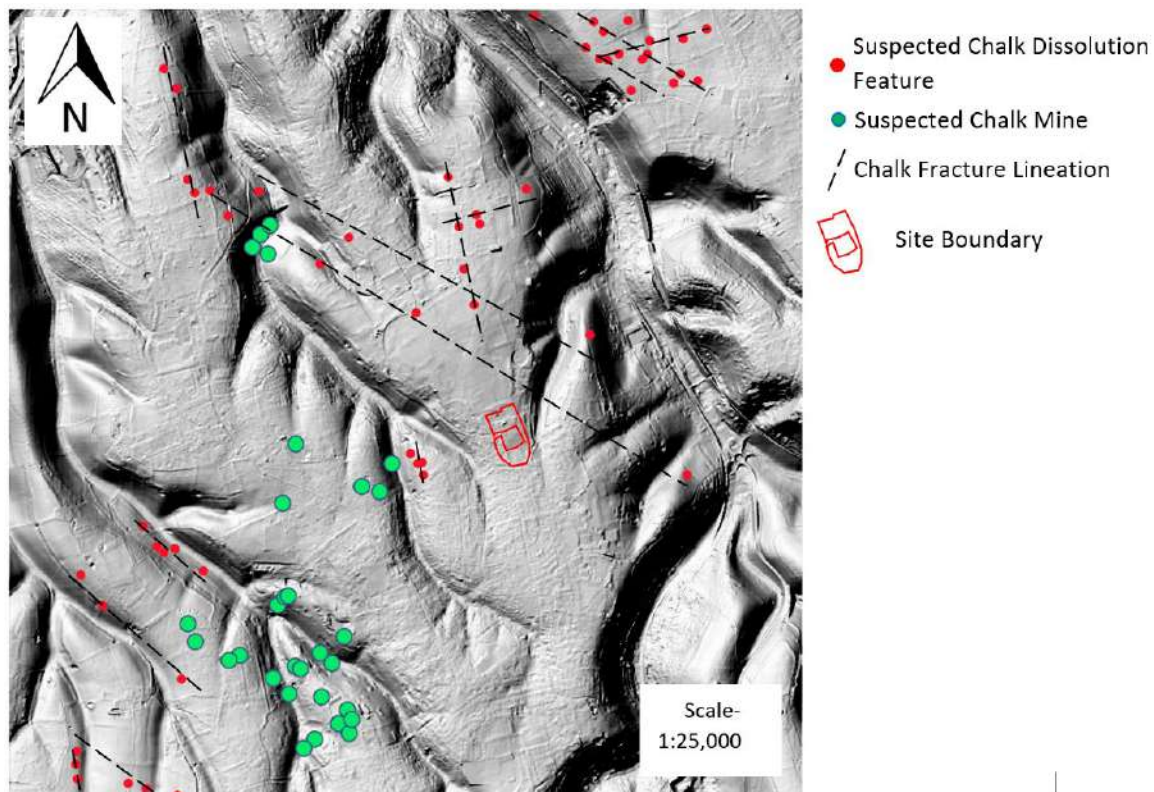 N
Suspected Chalk Dissolution
Feature
Suspected Chalk Mine
Chalk Fracture Lineation
Site Boundary
Scale-
1:25,000